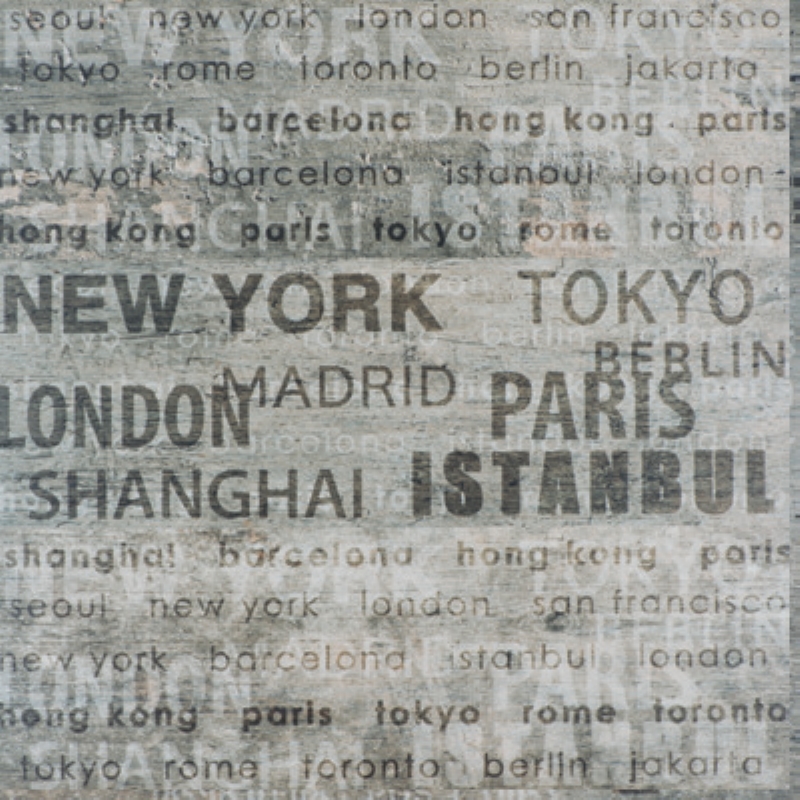 seoul new york london san francisco
tokyo rome toronto berlin jakarta
shanghai barcelona hong kong paris
new york barcelona istanbul london
hong kong paris tokyo rome toronto
NEW YORK TOKYO
BERLIN
LONDON MADRID PARIS
SHANGHAI ISTANBUL
shanghai barcelona hong kong paris
seoul new york london san francisco
new york barcelona istanbul london
hong kong paris tokyo rome toronto
tokyo rome toronto berlin jakarta